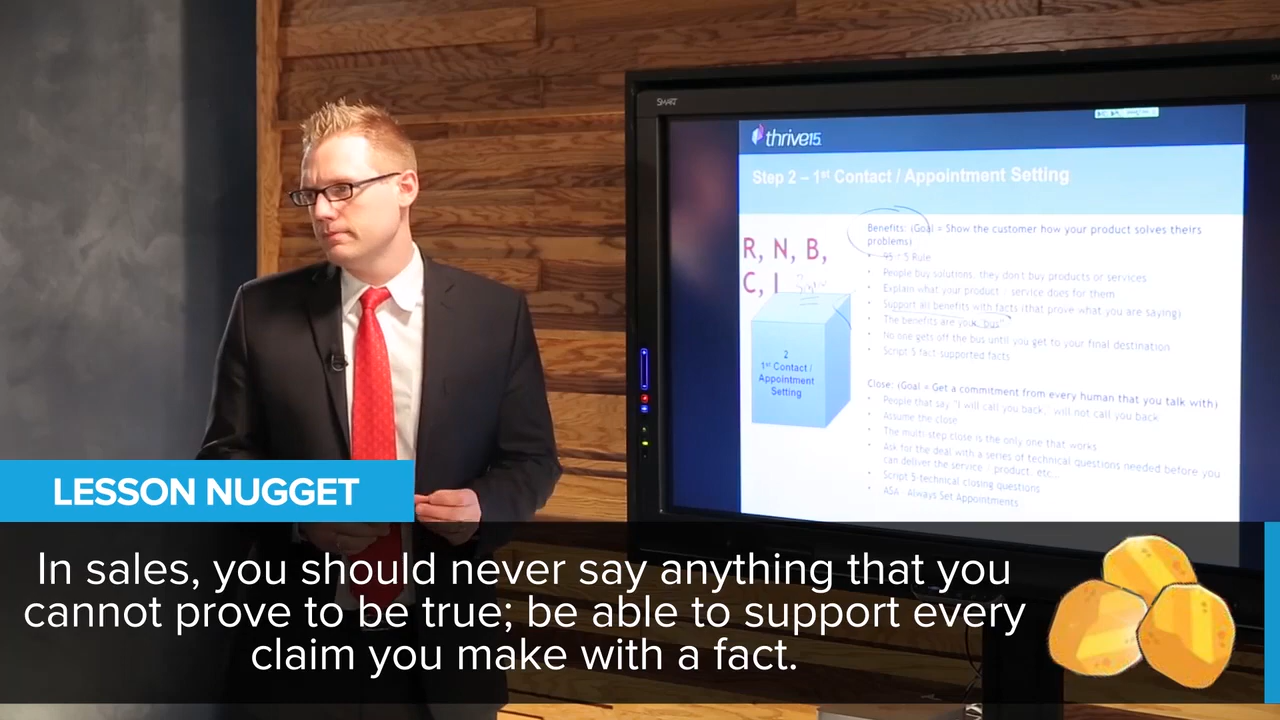 SMART
thrive15.
Step 2 – 1st Contact / Appointment Setting
R, N, B,
C, I
2
1st Contact /
Appointment
Setting
Benefits: (Goal = Show the customer how your product solves theirs
problems)
95 : 5 Rule
People buy solutions they don't buy products or services
Explain what your product / service does for them
Support all benefits with facts (that prove what you are saying)
The benefits are your "bus"
No one gets off the bus until you get to your final destination
Script 5 fact supported facts
Close: (Goal = Get a commitment from every human that you talk with)
People that say "I will call you back" will not call you back
Assume the close
The multi step close is the only one that works
Ask for the deal with a series of technical questions needed before you
can deliver the service / product, etc...
Script 5 technical closing questions
ASA - Always Set Appointments
LESSON NUGGET
In sales, you should never say anything that you
cannot prove to be true; be able to support every
claim you make with a fact.